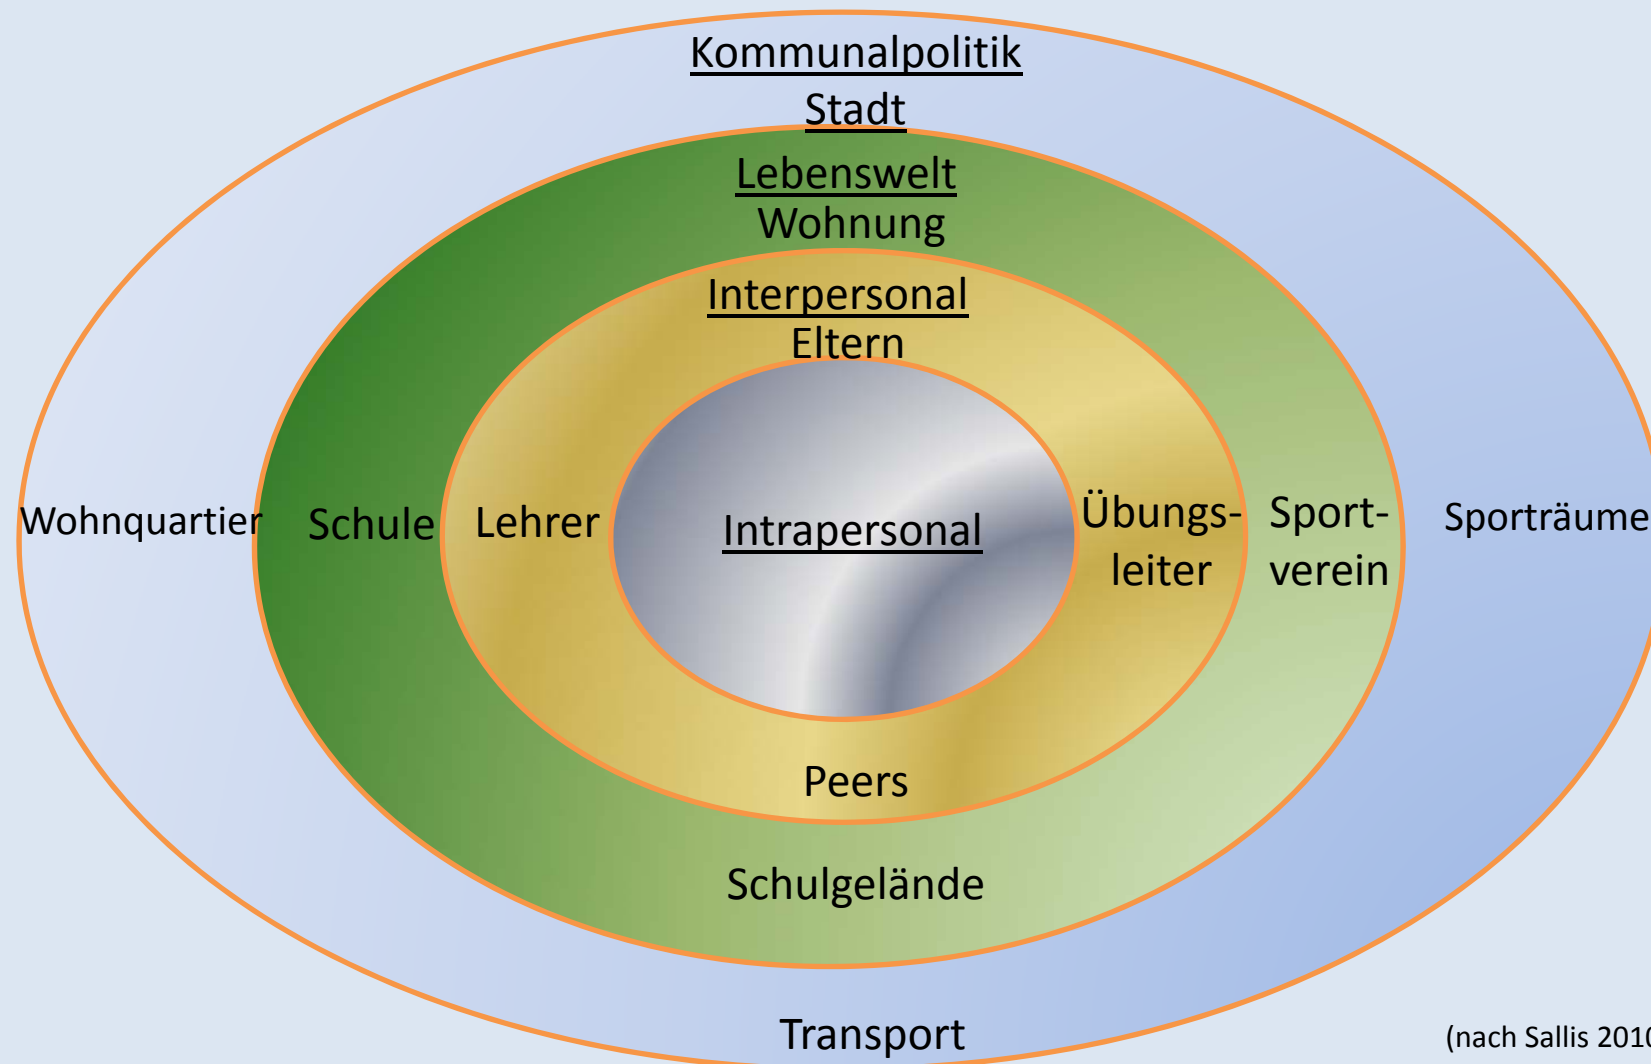 Kommunalpolitik
Stadt
Lebenswelt
Wohnung
Interpersonal
Eltern
Wohnquartier
Schule
Lehrer
Intrapersonal
Übungs-
leiter
Sport-
verein
Sporträume
Peers
Schulgelände
Transport
(nach Sallis 2010